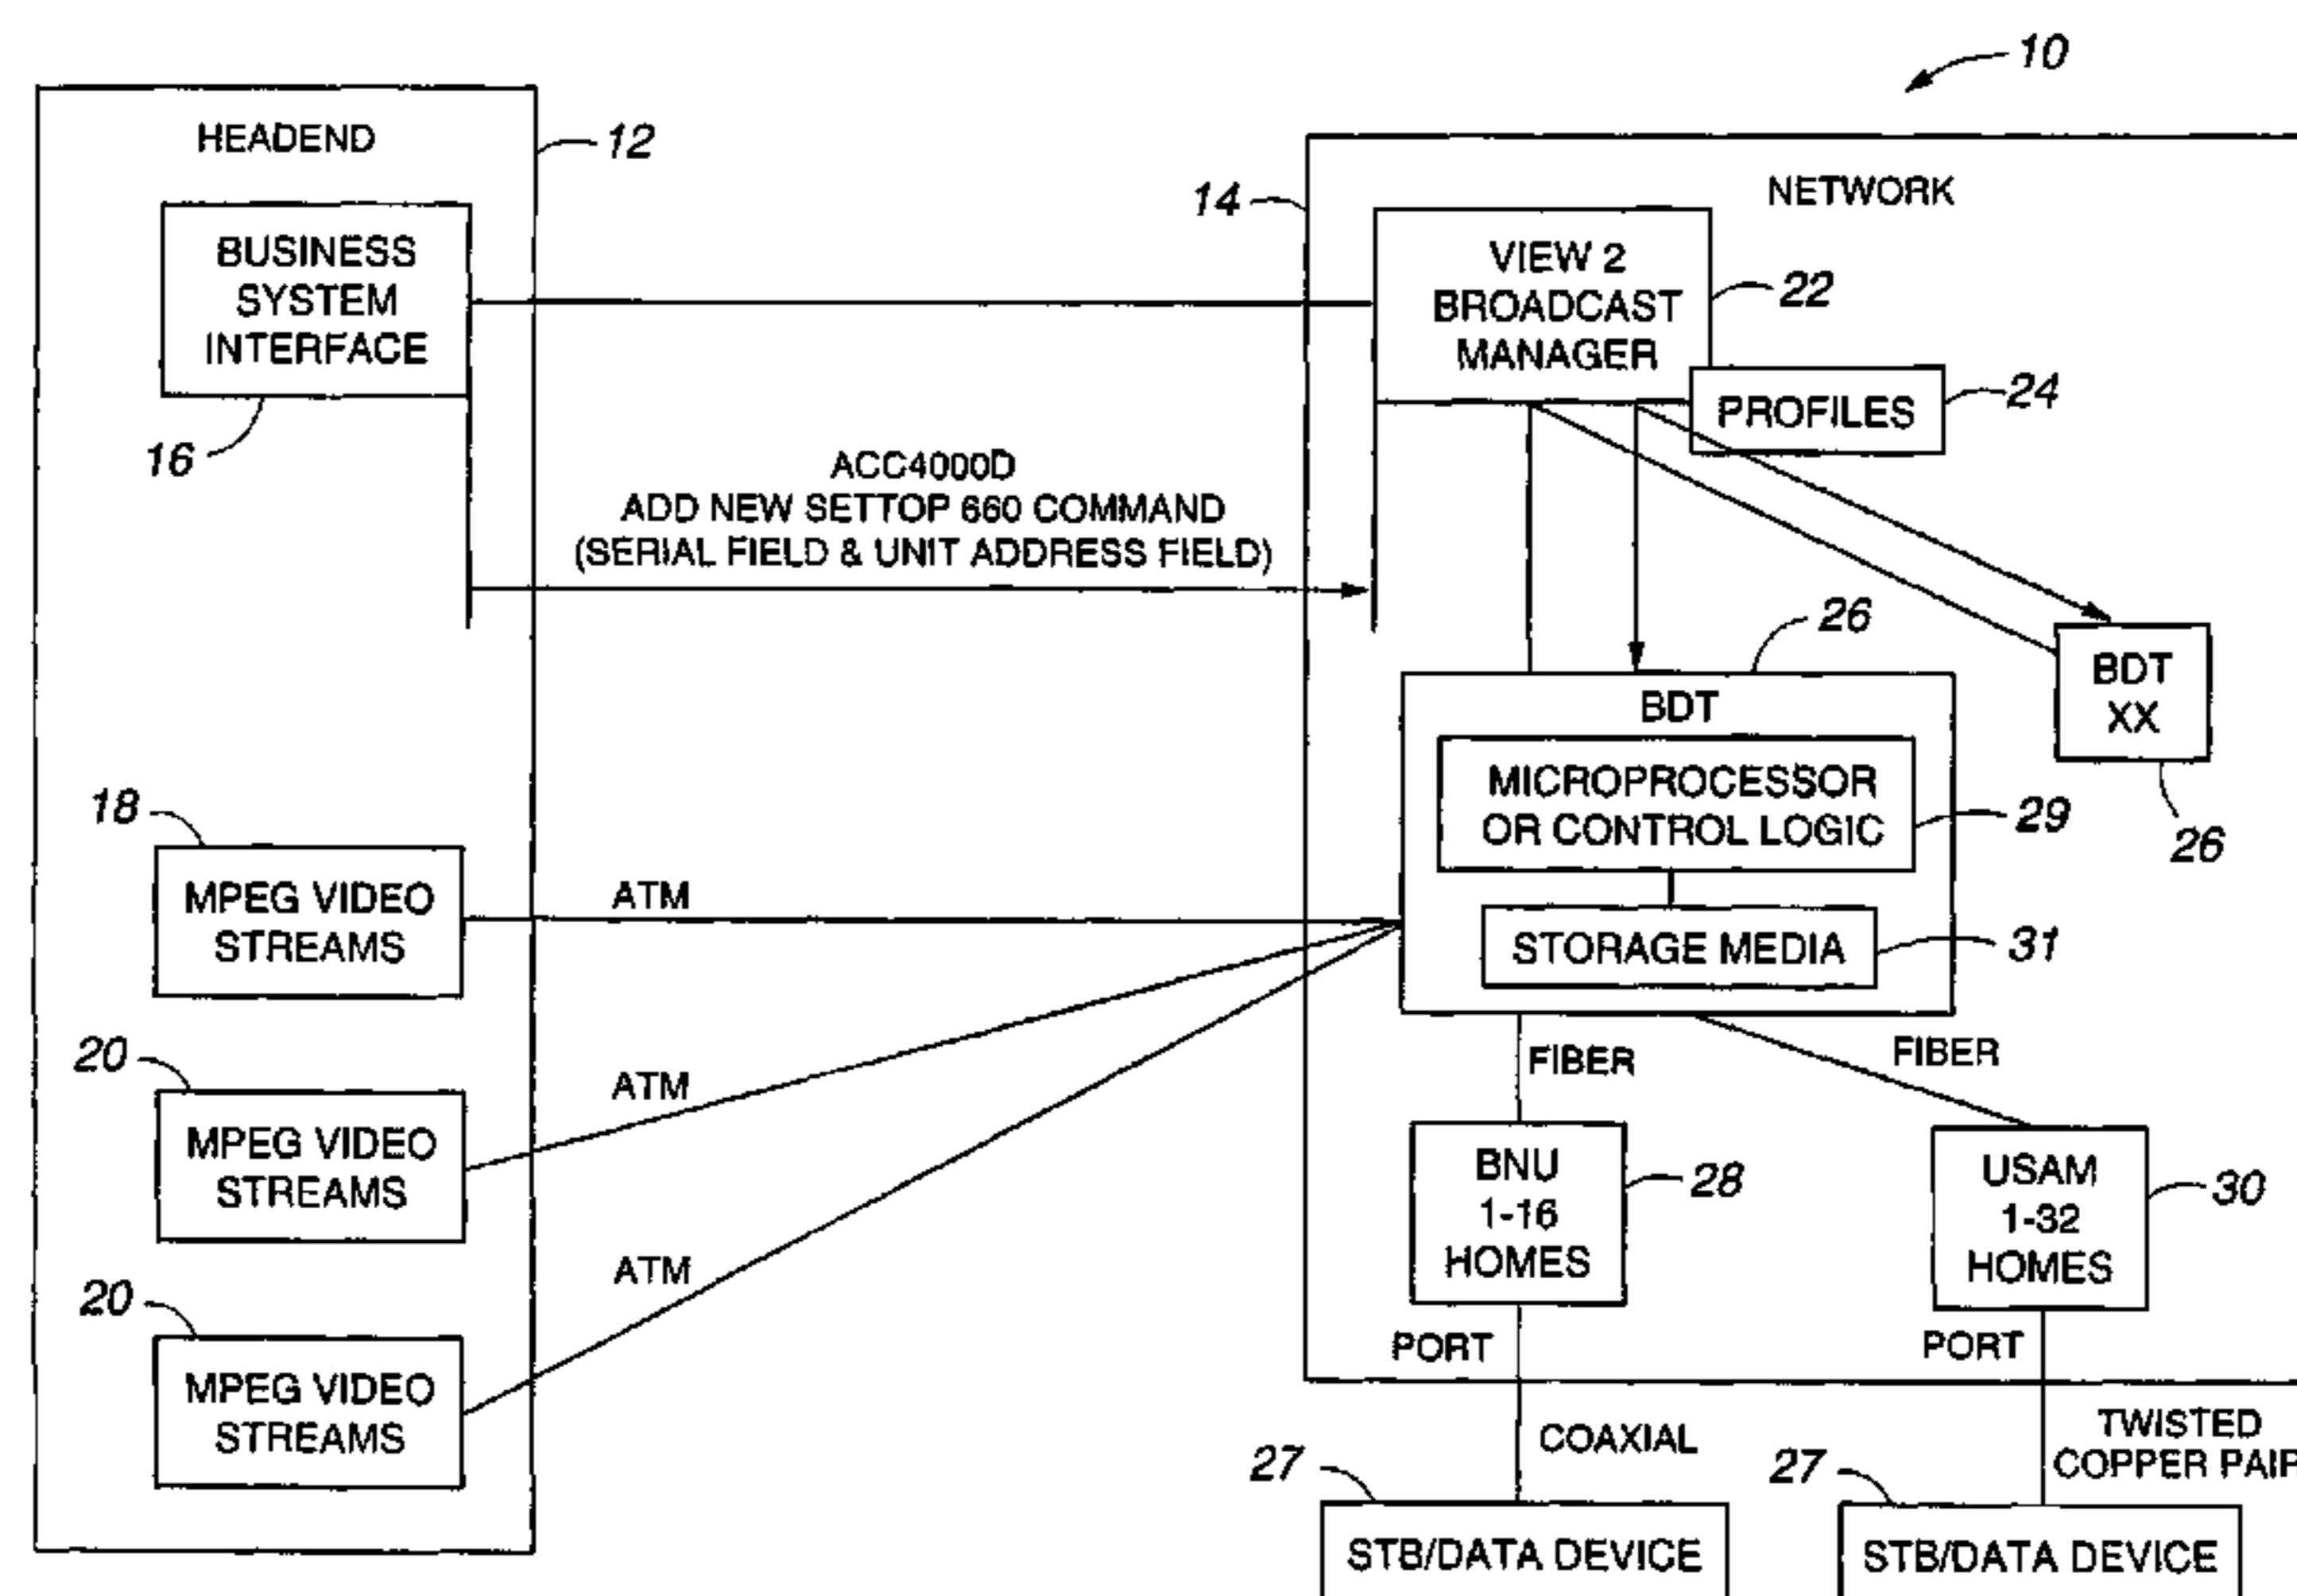 10
HEADEND
12
BUSINESS
SYSTEM
INTERFACE
16
14
NETWORK
VIEW 2
BROADCAST
MANAGER
22
PROFILES
24
ACC4000D
ADD NEW SETTOP 660 COMMAND
(SERIAL FIELD & UNIT ADDRESS FIELD)
26
BDT
MICROPROCESSOR
OR CONTROL LOGIC
29
STORAGE MEDIA
31
BDT
XX
26
18
MPEG VIDEO
STREAMS
ATM
20
MPEG VIDEO
STREAMS
ATM
20
MPEG VIDEO
STREAMS
ATM
FIBER
FIBER
BNU
1-16
HOMES
28
USAM
1-32
HOMES
30
PORT
PORT
COAXIAL
TWISTED
COPPER PAIR
27
STB/DATA DEVICE
27
STB/DATA DEVICE